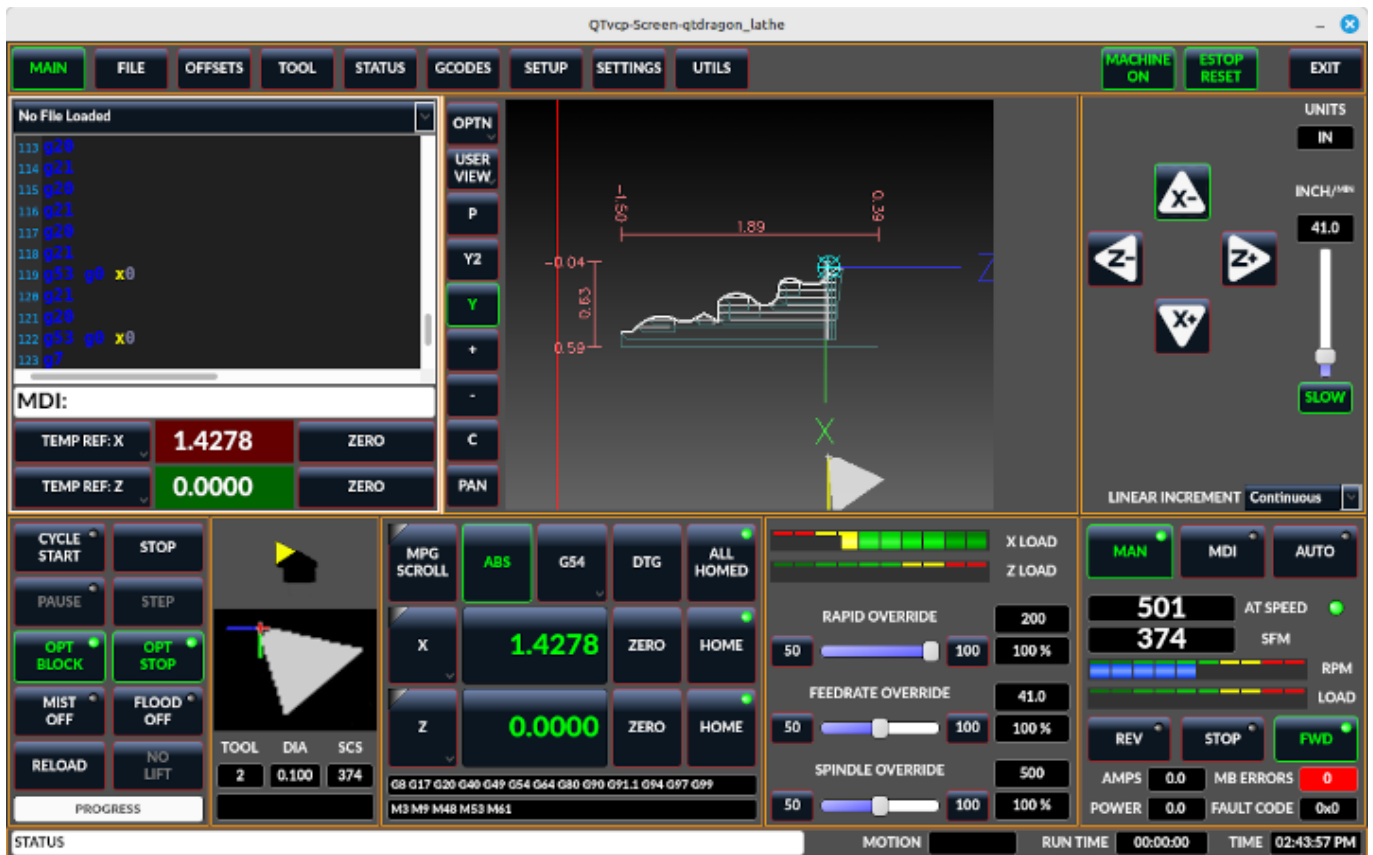 QTvcp-Screen-qtdragon_lathe
MAIN FILE OFFSETS TOOL STATUS GCODES SETUP SETTINGS UTILS MACHINE ON ESTOP RESET EXIT
No File Loaded
113 g20
114 g21
115 g20
116 g21
117 g20
118 g21
119 g53 g0 x0
120 g21
121 g20
122 g53 g0 x0
123 g7
MDI:
TEMP REF: X 1.4278 ZERO
TEMP REF: Z 0.0000 ZERO
OPTN
USER VIEW
P
Y2
Y
+
-
C
PAN
-1.50
0.39
1.89
-0.04
0.63
0.59
Z
X
UNITS
IN
INCH/MIN
41.0
X-
Z-
Z+
X+
SLOW
LINEAR INCREMENT Continuous
CYCLE START STOP
PAUSE STEP
OPT BLOCK OPT STOP
MIST OFF FLOOD OFF
RELOAD NO LIFT
PROGRESS
TOOL DIA SCS
2 0.100 374
MPG SCROLL ABS G54 DTG ALL HOMED
X 1.4278 ZERO HOME
Z 0.0000 ZERO HOME
G8 G17 G20 G40 G49 G54 G64 G80 G90 G91.1 G94 G97 G99
M3 M9 M48 M53 M61
X LOAD
Z LOAD
RAPID OVERRIDE 200
50 100 100 %
FEEDRATE OVERRIDE 41.0
50 100 100 %
SPINDLE OVERRIDE 500
50 100 100 %
MAN MDI AUTO
501 AT SPEED
374 SFM
RPM
LOAD
REV STOP FWD
AMPS 0.0 MB ERRORS 0
POWER 0.0 FAULT CODE 0x0
STATUS MOTION RUN TIME 00:00:00 TIME 02:43:57 PM